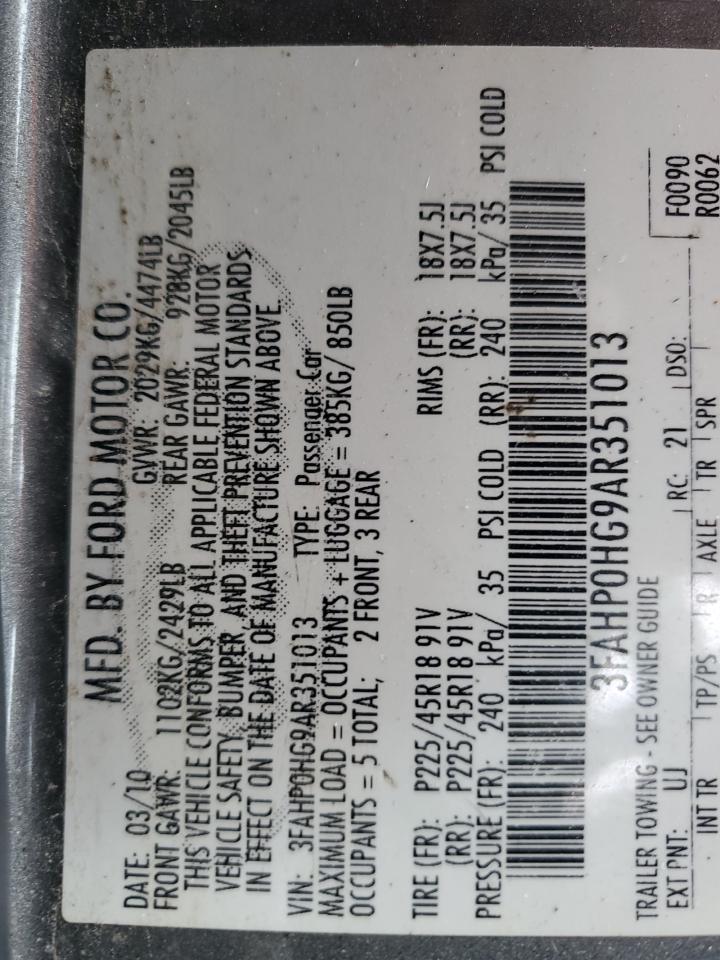 MFD. BY FORD MOTOR CO.
DATE: 03/10 GVWR: 2029KG/4474LB
FRONT GAWR: 1102KG/2429LB REAR GAWR: 928KG/2045LB
THIS VEHICLE CONFORMS TO ALL APPLICABLE FEDERAL MOTOR
VEHICLE SAFETY, BUMPER, AND THEFT PREVENTION STANDARDS
IN EFFECT ON THE DATE OF MANUFACTURE SHOWN ABOVE.
VIN: 3FAHP0HG9AR351013 TYPE: Passenger Car
MAXIMUM LOAD = OCCUPANTS + LUGGAGE = 385KG/ 850LB
OCCUPANTS = 5 TOTAL; 2 FRONT, 3 REAR
TIRE (FR): P225/45R18 91V RIMS (FR): 18X7.5J
(RR): P225/45R18 91V (RR): 18X7.5J
PRESSURE (FR): 240 kPa/ 35 PSI COLD (RR): 240 kPa/ 35 PSI COLD
3FAHP0HG9AR351013
TRAILER TOWING - SEE OWNER GUIDE F0090
EXT PNT: UJ RC: 21 DSO: R0062
INT TR TP/PS R AXLE TR SPR